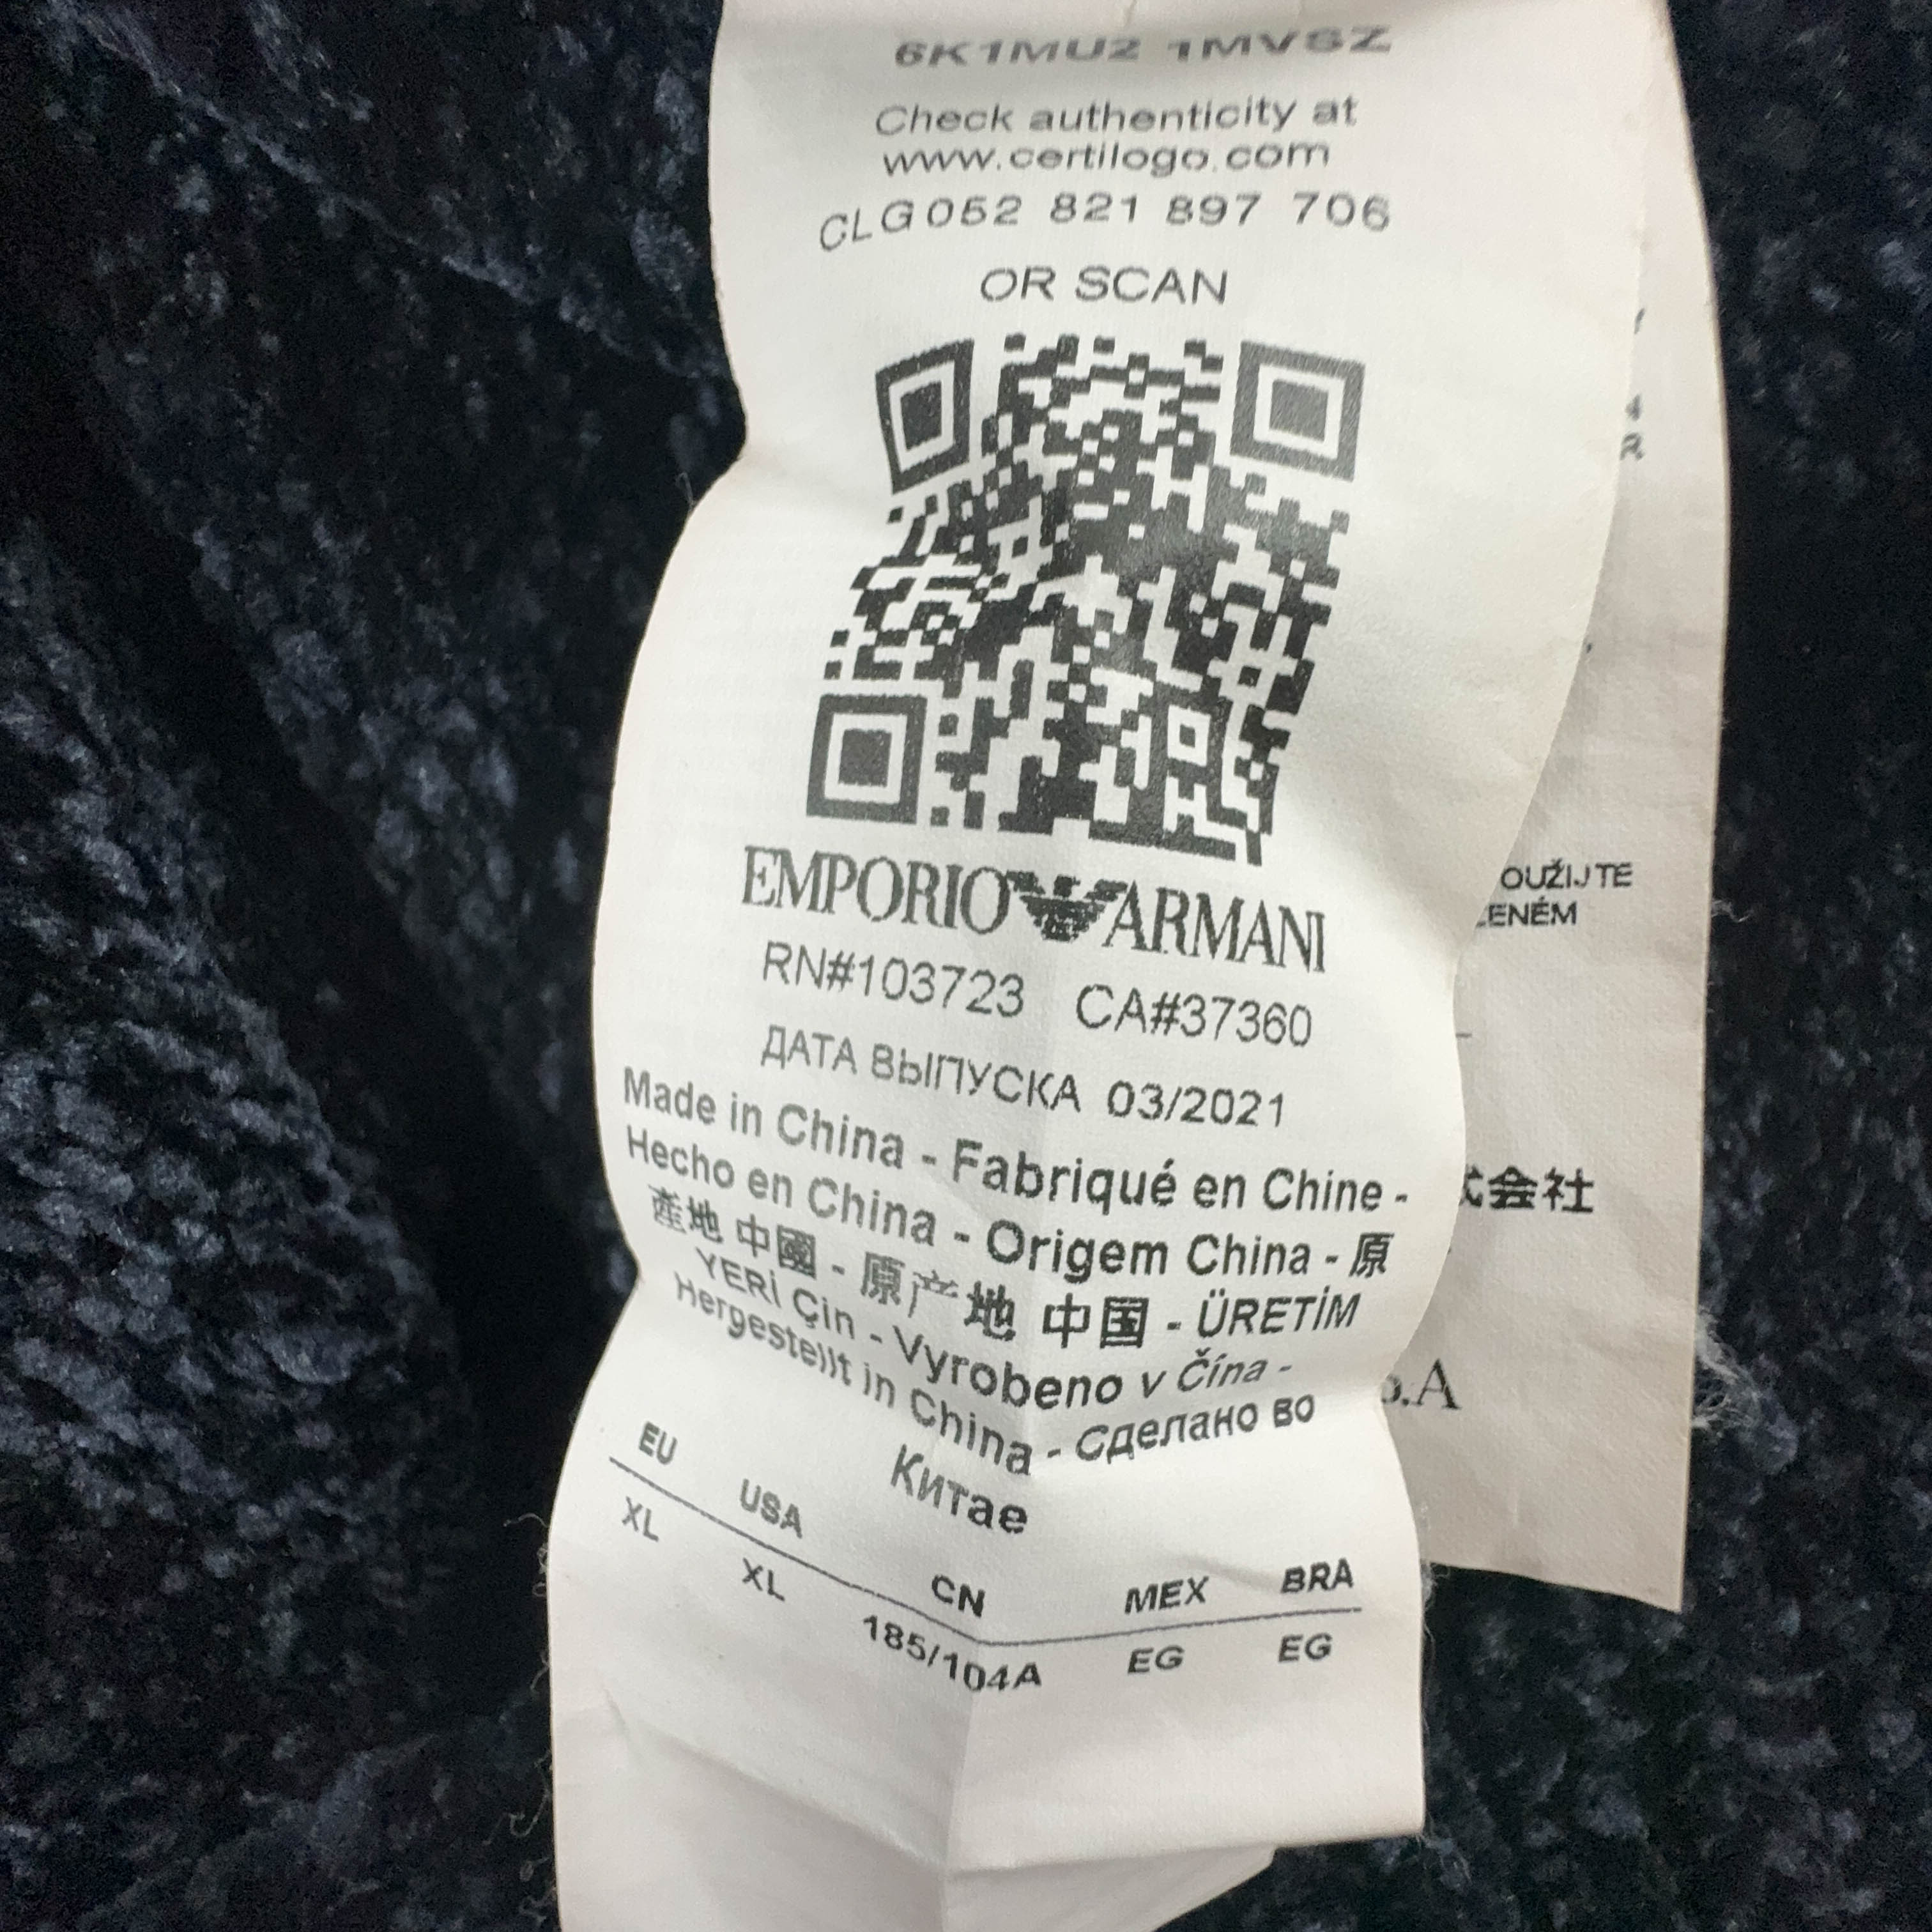 6K1MU2 1MVSZ
Check authenticity at
www.certilogo.com
CLG 052 821 897 706
OR SCAN
EMPORIO ARMANI
RN#103723 CA#37360
ДАТА ВЫПУСКА 03/2021
Made in China - Fabriqué en Chine -
Hecho en China - Origem China - 原
產地 中國 - 原产地 中国 - ÜRETİM
YERİ Çin - Vyrobeno v Čína -
Hergestellt in China - Сделано во
Китае
EU USA CN MEX BRA
XL XL 185/104A EG EG
OUŽIJTE
ENÉM
式会社
.A